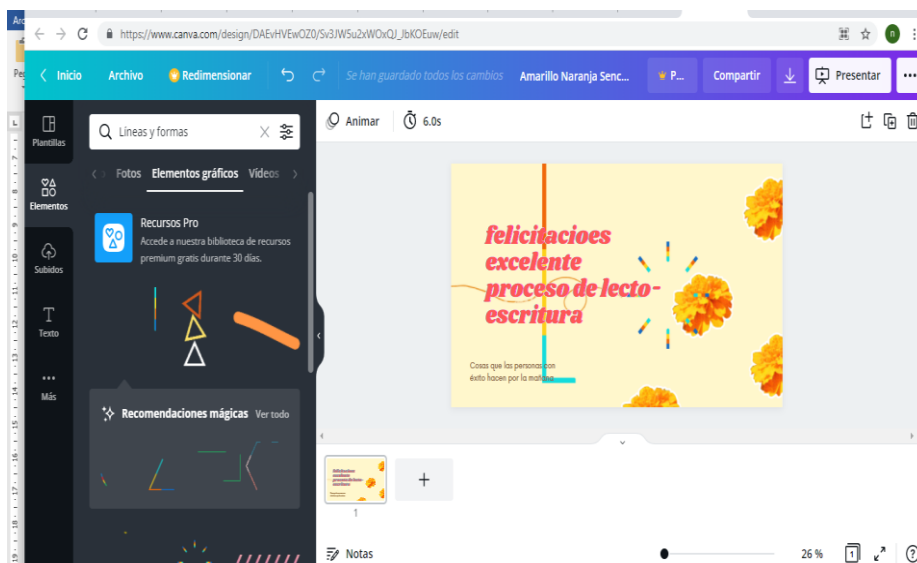 Arc
https://www.canva.com/design/DAEvHVEwOZ0/Sv3JW5u2xWOxQJ_JbKOEuw/edit
n
Inicio
Archivo
Redimensionar
Se han guardado todos los cambios
Amarillo Naranja Senc...
P...
Compartir
Presentar
Plantillas
Elementos
Subidos
Texto
Más
Líneas y formas
Animar
6.0s
Fotos
Elementos gráficos
Vídeos
Recursos Pro
Accede a nuestra biblioteca de recursos
premium gratis durante 30 días.
Recomendaciones mágicas
Ver todo
felicitacioes
excelente
proceso de lecto-
escritura
Cosas que las personas con
éxito hacen por la mañana
1
Notas
26 %
1